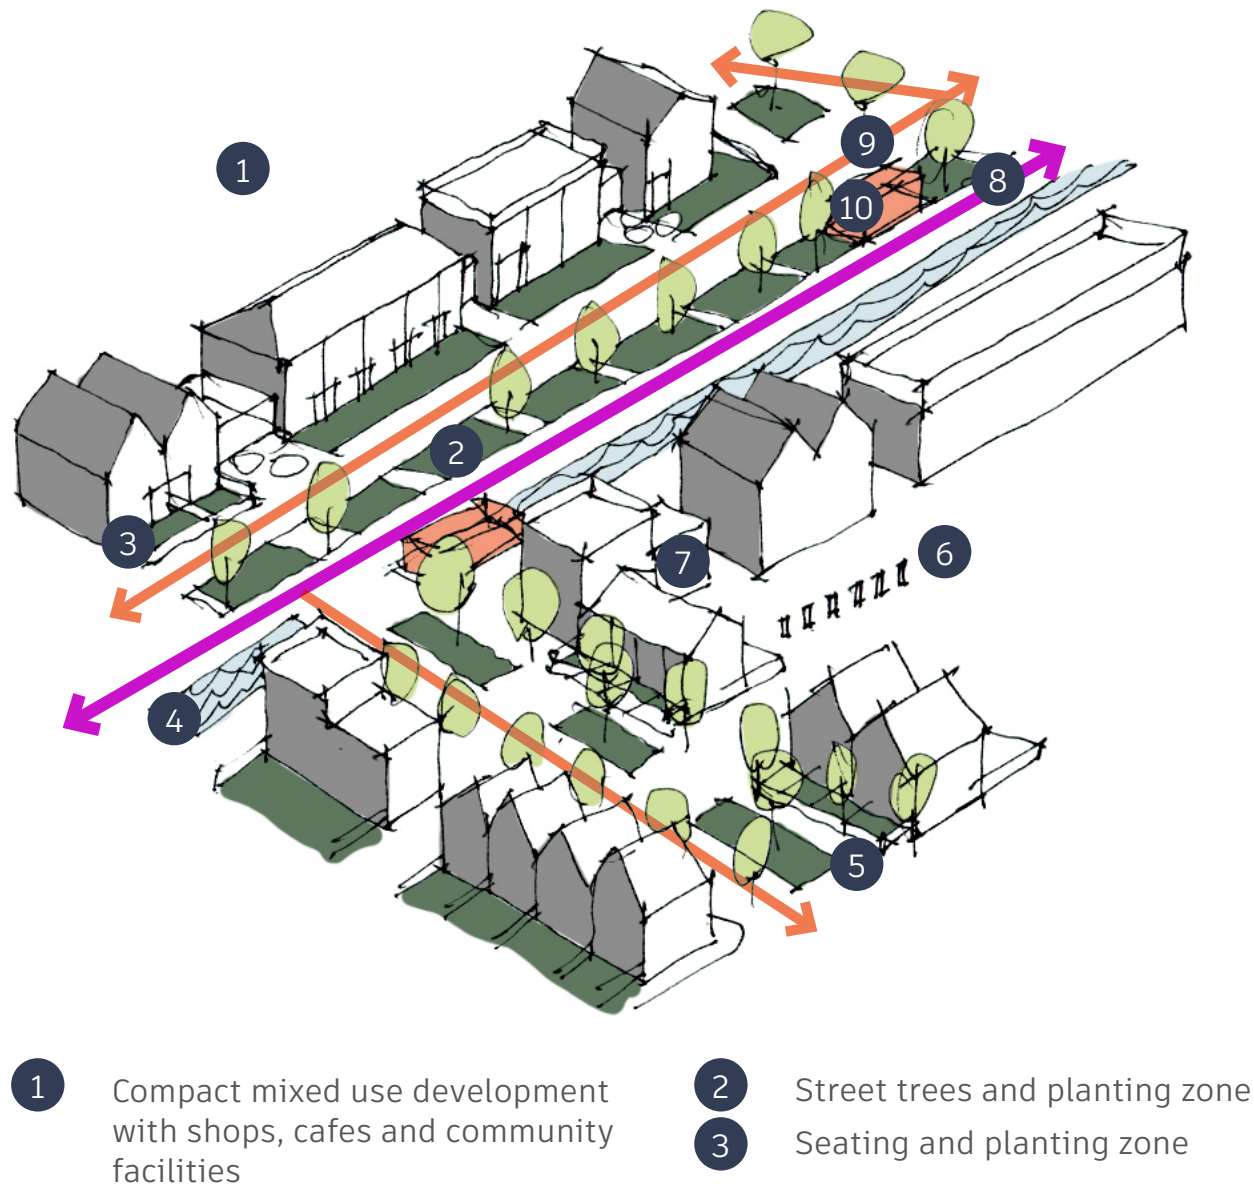 1
9
8
10
2
3
6
7
4
5
1 Compact mixed use development
with shops, cafes and community
facilities
2 Street trees and planting zone
3 Seating and planting zone